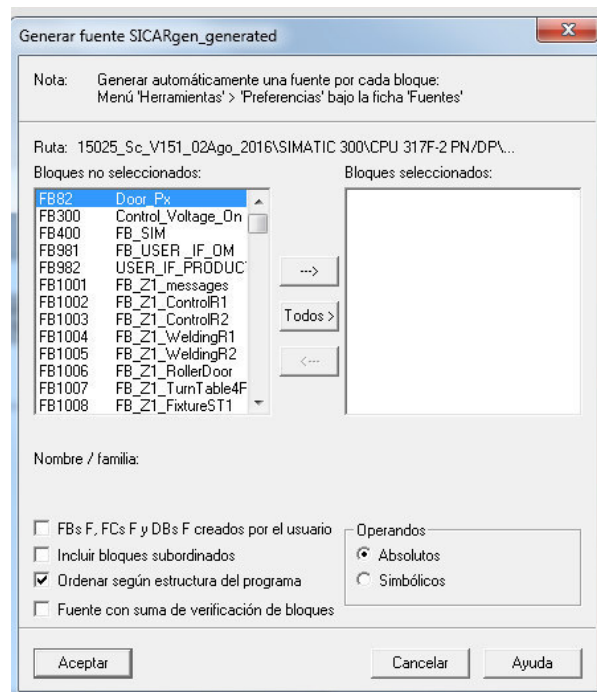 Generar fuente SICARgen_generated
Nota: Generar automáticamente una fuente por cada bloque:
Menú 'Herramientas' > 'Preferencias' bajo la ficha 'Fuentes'
Ruta: 15025_Sc_V151_02Ago_2016\SIMATIC 300\CPU 317F-2 PN/DP\...
Bloques no seleccionados: Bloques seleccionados:
FB82 Door_Px
FB300 Control_Voltage_On
FB400 FB_SIM
FB981 FB_USER _IF_OM
FB982 USER_IF_PRODUC
FB1001 FB_Z1_messages
FB1002 FB_Z1_ControlR1
FB1003 FB_Z1_ControlR2
FB1004 FB_Z1_WeldingR1
FB1005 FB_Z1_WeldingR2
FB1006 FB_Z1_RollerDoor
FB1007 FB_Z1_TurnTable4F
FB1008 FB_Z1_FixtureST1
--->
Todos >
<---
Nombre / familia:
FBs F, FCs F y DBs F creados por el usuario
Incluir bloques subordinados
Ordenar según estructura del programa
Fuente con suma de verificación de bloques
Operandos
Absolutos
Simbólicos
Aceptar Cancelar Ayuda